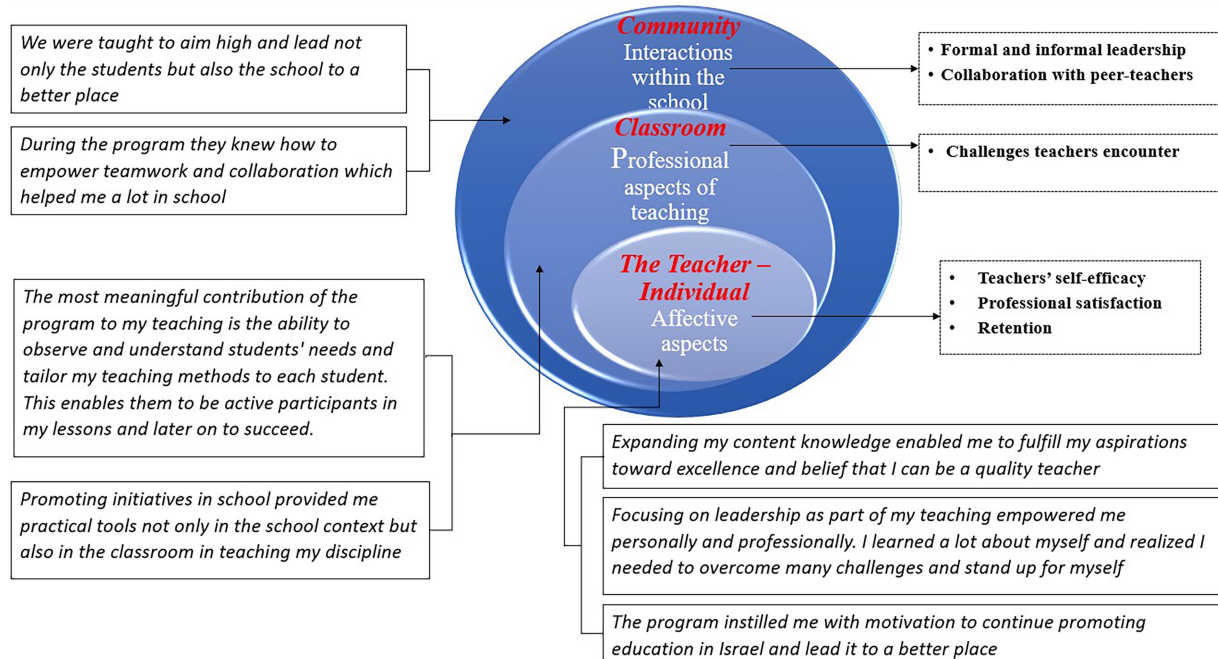 We were taught to aim high and lead not
only the students but also the school to a
better place
During the program they knew how to
empower teamwork and collaboration which
helped me a lot in school
The most meaningful contribution of the
program to my teaching is the ability to
observe and understand students' needs and
tailor my teaching methods to each student.
This enables them to be active participants in
my lessons and later on to succeed.
Promoting initiatives in school provided me
practical tools not only in the school context but
also in the classroom in teaching my discipline
Community
Interactions
within the
school
Classroom
Professional
aspects of
teaching
The Teacher –
Individual
Affective
aspects
• Formal and informal leadership
• Collaboration with peer-teachers
• Challenges teachers encounter
• Teachers’ self-efficacy
• Professional satisfaction
• Retention
Expanding my content knowledge enabled me to fulfill my aspirations
toward excellence and belief that I can be a quality teacher
Focusing on leadership as part of my teaching empowered me
personally and professionally. I learned a lot about myself and realized I
needed to overcome many challenges and stand up for myself
The program instilled me with motivation to continue promoting
education in Israel and lead it to a better place